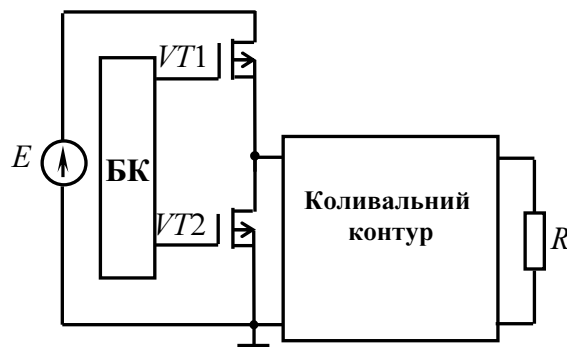 VT1
E
БК
VT2
Коливальний
контур
R